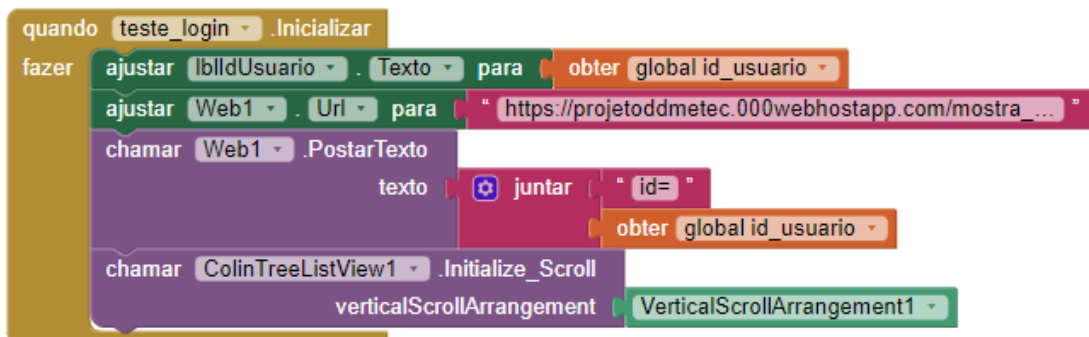 quando teste_login .Inicializar
fazer ajustar lblIdUsuario . Texto para obter global id_usuario
ajustar Web1 . Url para " https://projetoddmetec.000webhostapp.com/mostra_... "
chamar Web1 .PostarTexto
texto juntar " id= "
obter global id_usuario
chamar ColinTreeListView1 .Initialize_Scroll
verticalScrollArrangement VerticalScrollArrangement1